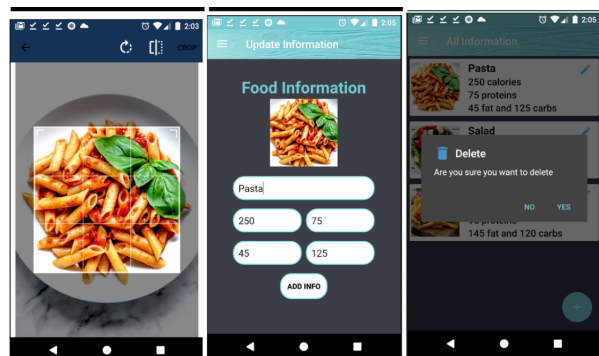 2:03
CROP
2:05
Update Information
Food Information
Pasta
250
75
45
125
ADD INFO
2:05
All Information
Pasta
250 calories
75 proteins
45 fat and 125 carbs
Salad
Delete
Are you sure you want to delete
NO
YES
proteins
145 fat and 120 carbs